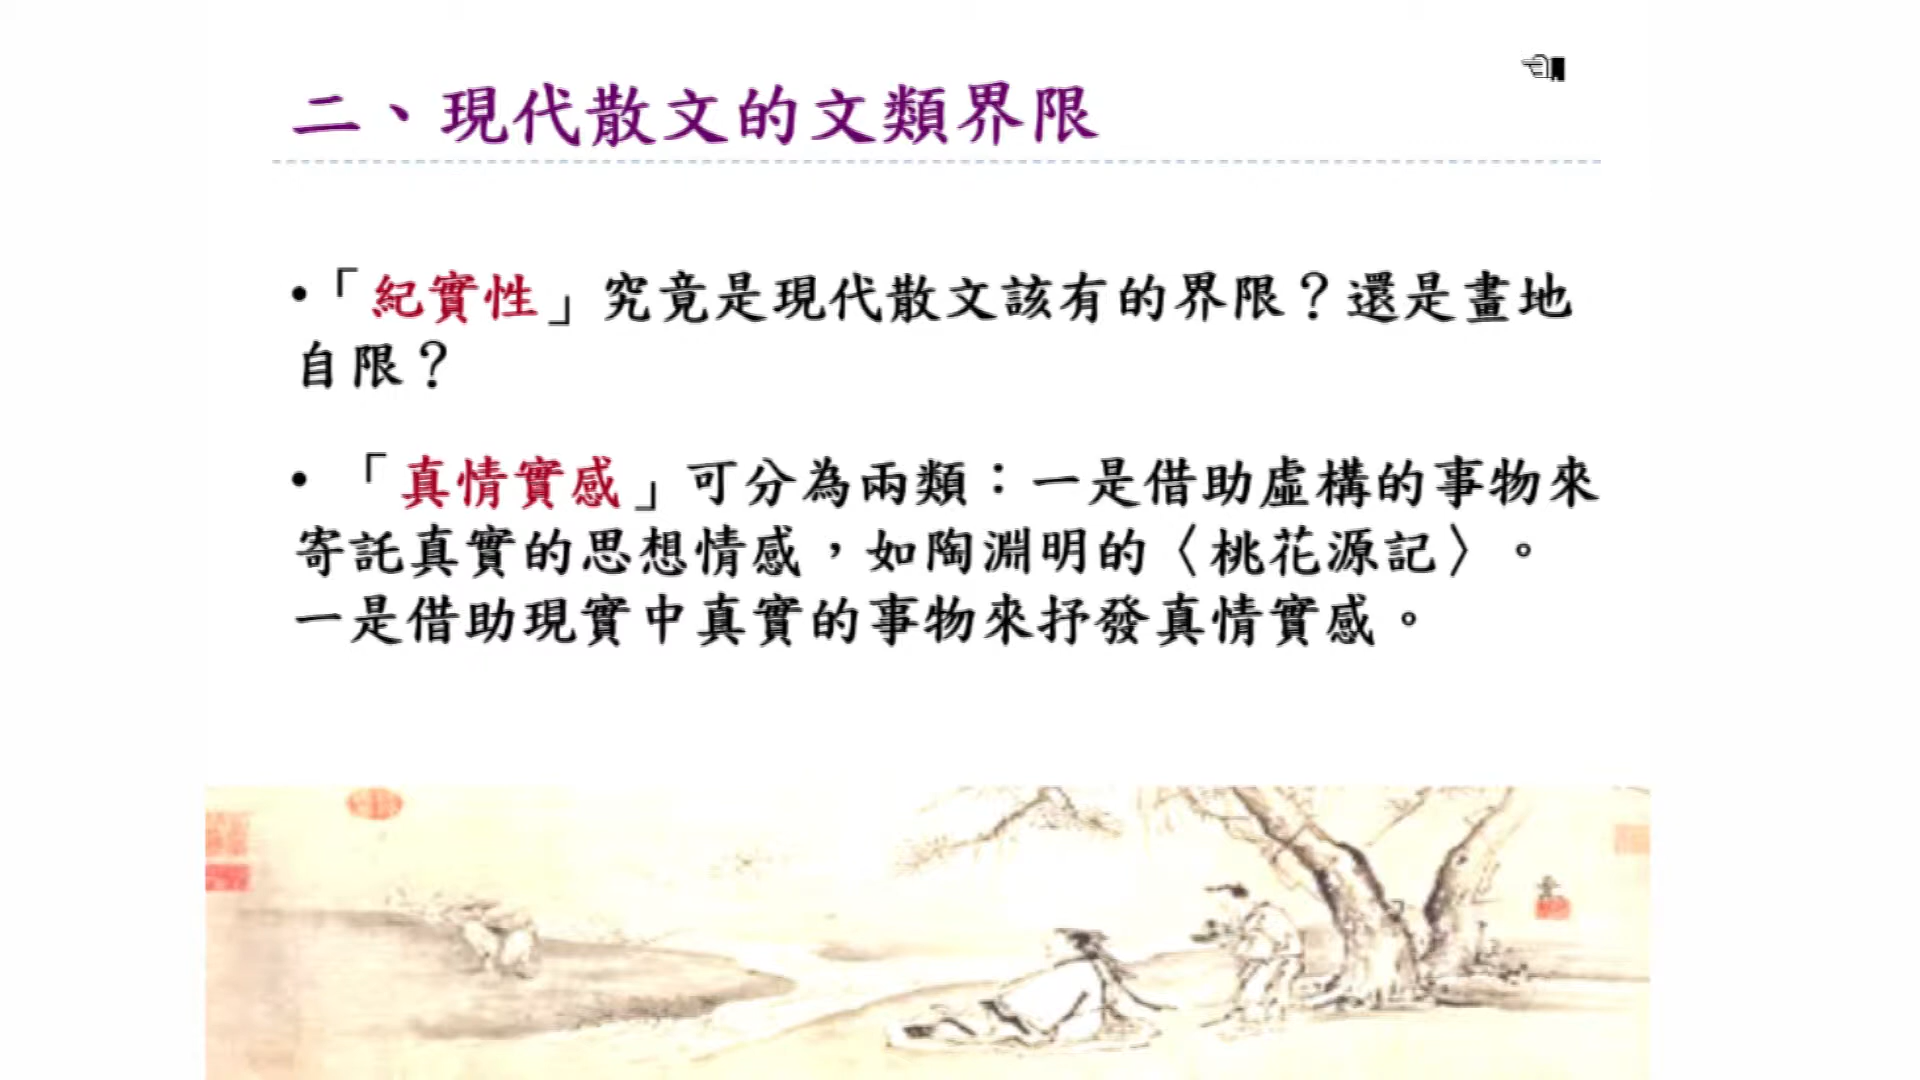 二、現代散文的文類界限
•「紀實性」究竟是現代散文該有的界限？還是畫地
自限？
• 「真情實感」可分為兩類：一是借助虛構的事物來
寄託真實的思想情感，如陶淵明的〈桃花源記〉。
一是借助現實中真實的事物來抒發真情實感。